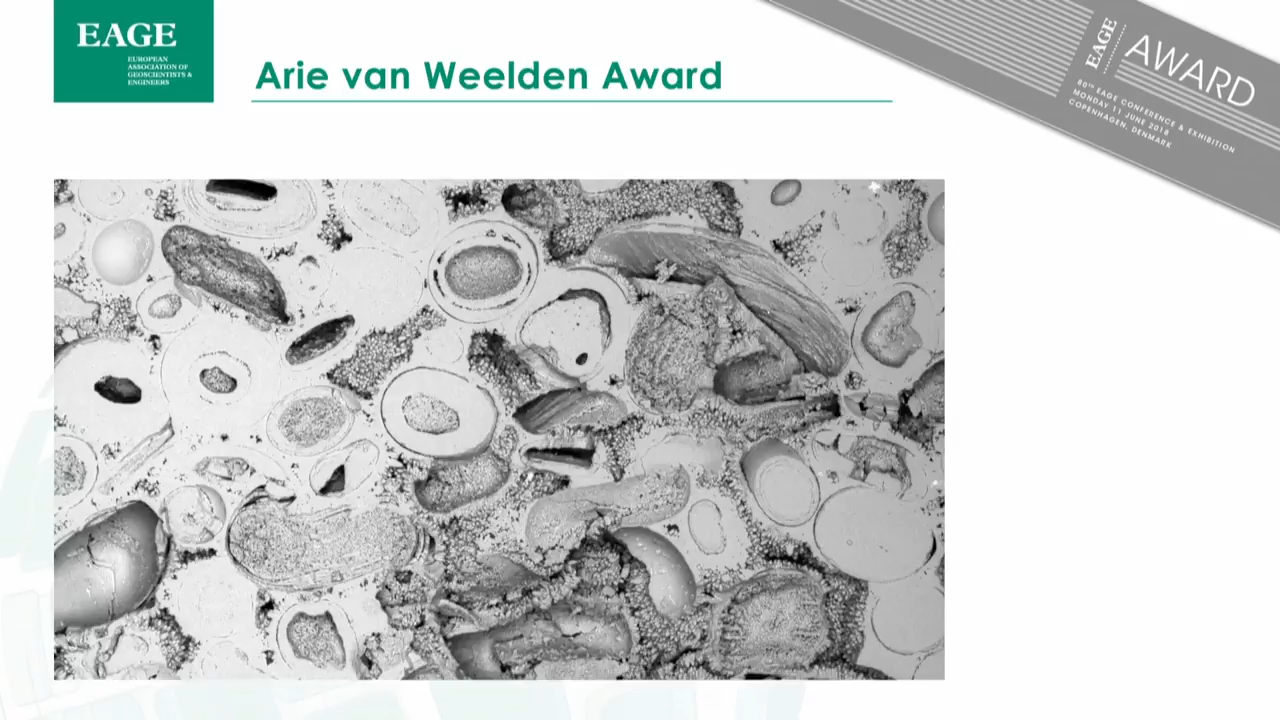 EAGE
EUROPEAN
ASSOCIATION OF
GEOSCIENTISTS &
ENGINEERS
Arie van Weelden Award
EAGE
AWARD
80TH EAGE CONFERENCE & EXHIBITION
MONDAY 11 JUNE 2018
COPENHAGEN, DENMARK